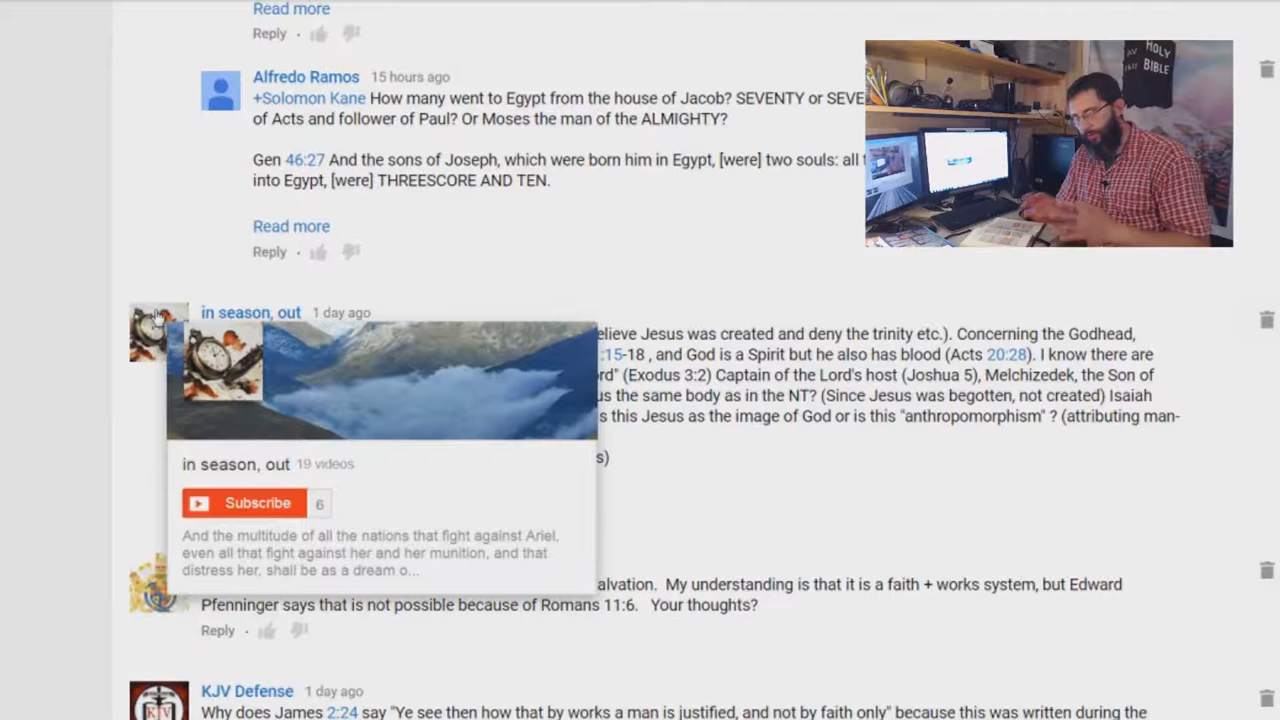 Read more
Reply
HOLY
BIBLE
Alfredo Ramos 15 hours ago
+Solomon Kane How many went to Egypt from the house of Jacob? SEVENTY or SEVE
of Acts and follower of Paul? Or Moses the man of the ALMIGHTY?
Gen 46:27 And the sons of Joseph, which were born him in Egypt, [were] two souls: all
into Egypt, [were] THREESCORE AND TEN.
Read more
Reply
in season, out 1 day ago
elieve Jesus was created and deny the trinity etc.). Concerning the Godhead,
:15-18 , and God is a Spirit but he also has blood (Acts 20:28). I know there are
rd" (Exodus 3:2) Captain of the Lord's host (Joshua 5), Melchizedek, the Son of
us the same body as in the NT? (Since Jesus was begotten, not created) Isaiah
s this Jesus as the image of God or is this "anthropomorphism" ? (attributing man-
s)
in season, out 19 videos
Subscribe 6
And the multitude of all the nations that fight against Ariel,
even all that fight against her and her munition, and that
distress her, shall be as a dream o...
alvation. My understanding is that it is a faith + works system, but Edward
Pfenninger says that is not possible because of Romans 11:6. Your thoughts?
Reply
KJV Defense 1 day ago
KJV
Why does James 2:24 say "Ye see then how that by works a man is justified, and not by faith only" because this was written during the